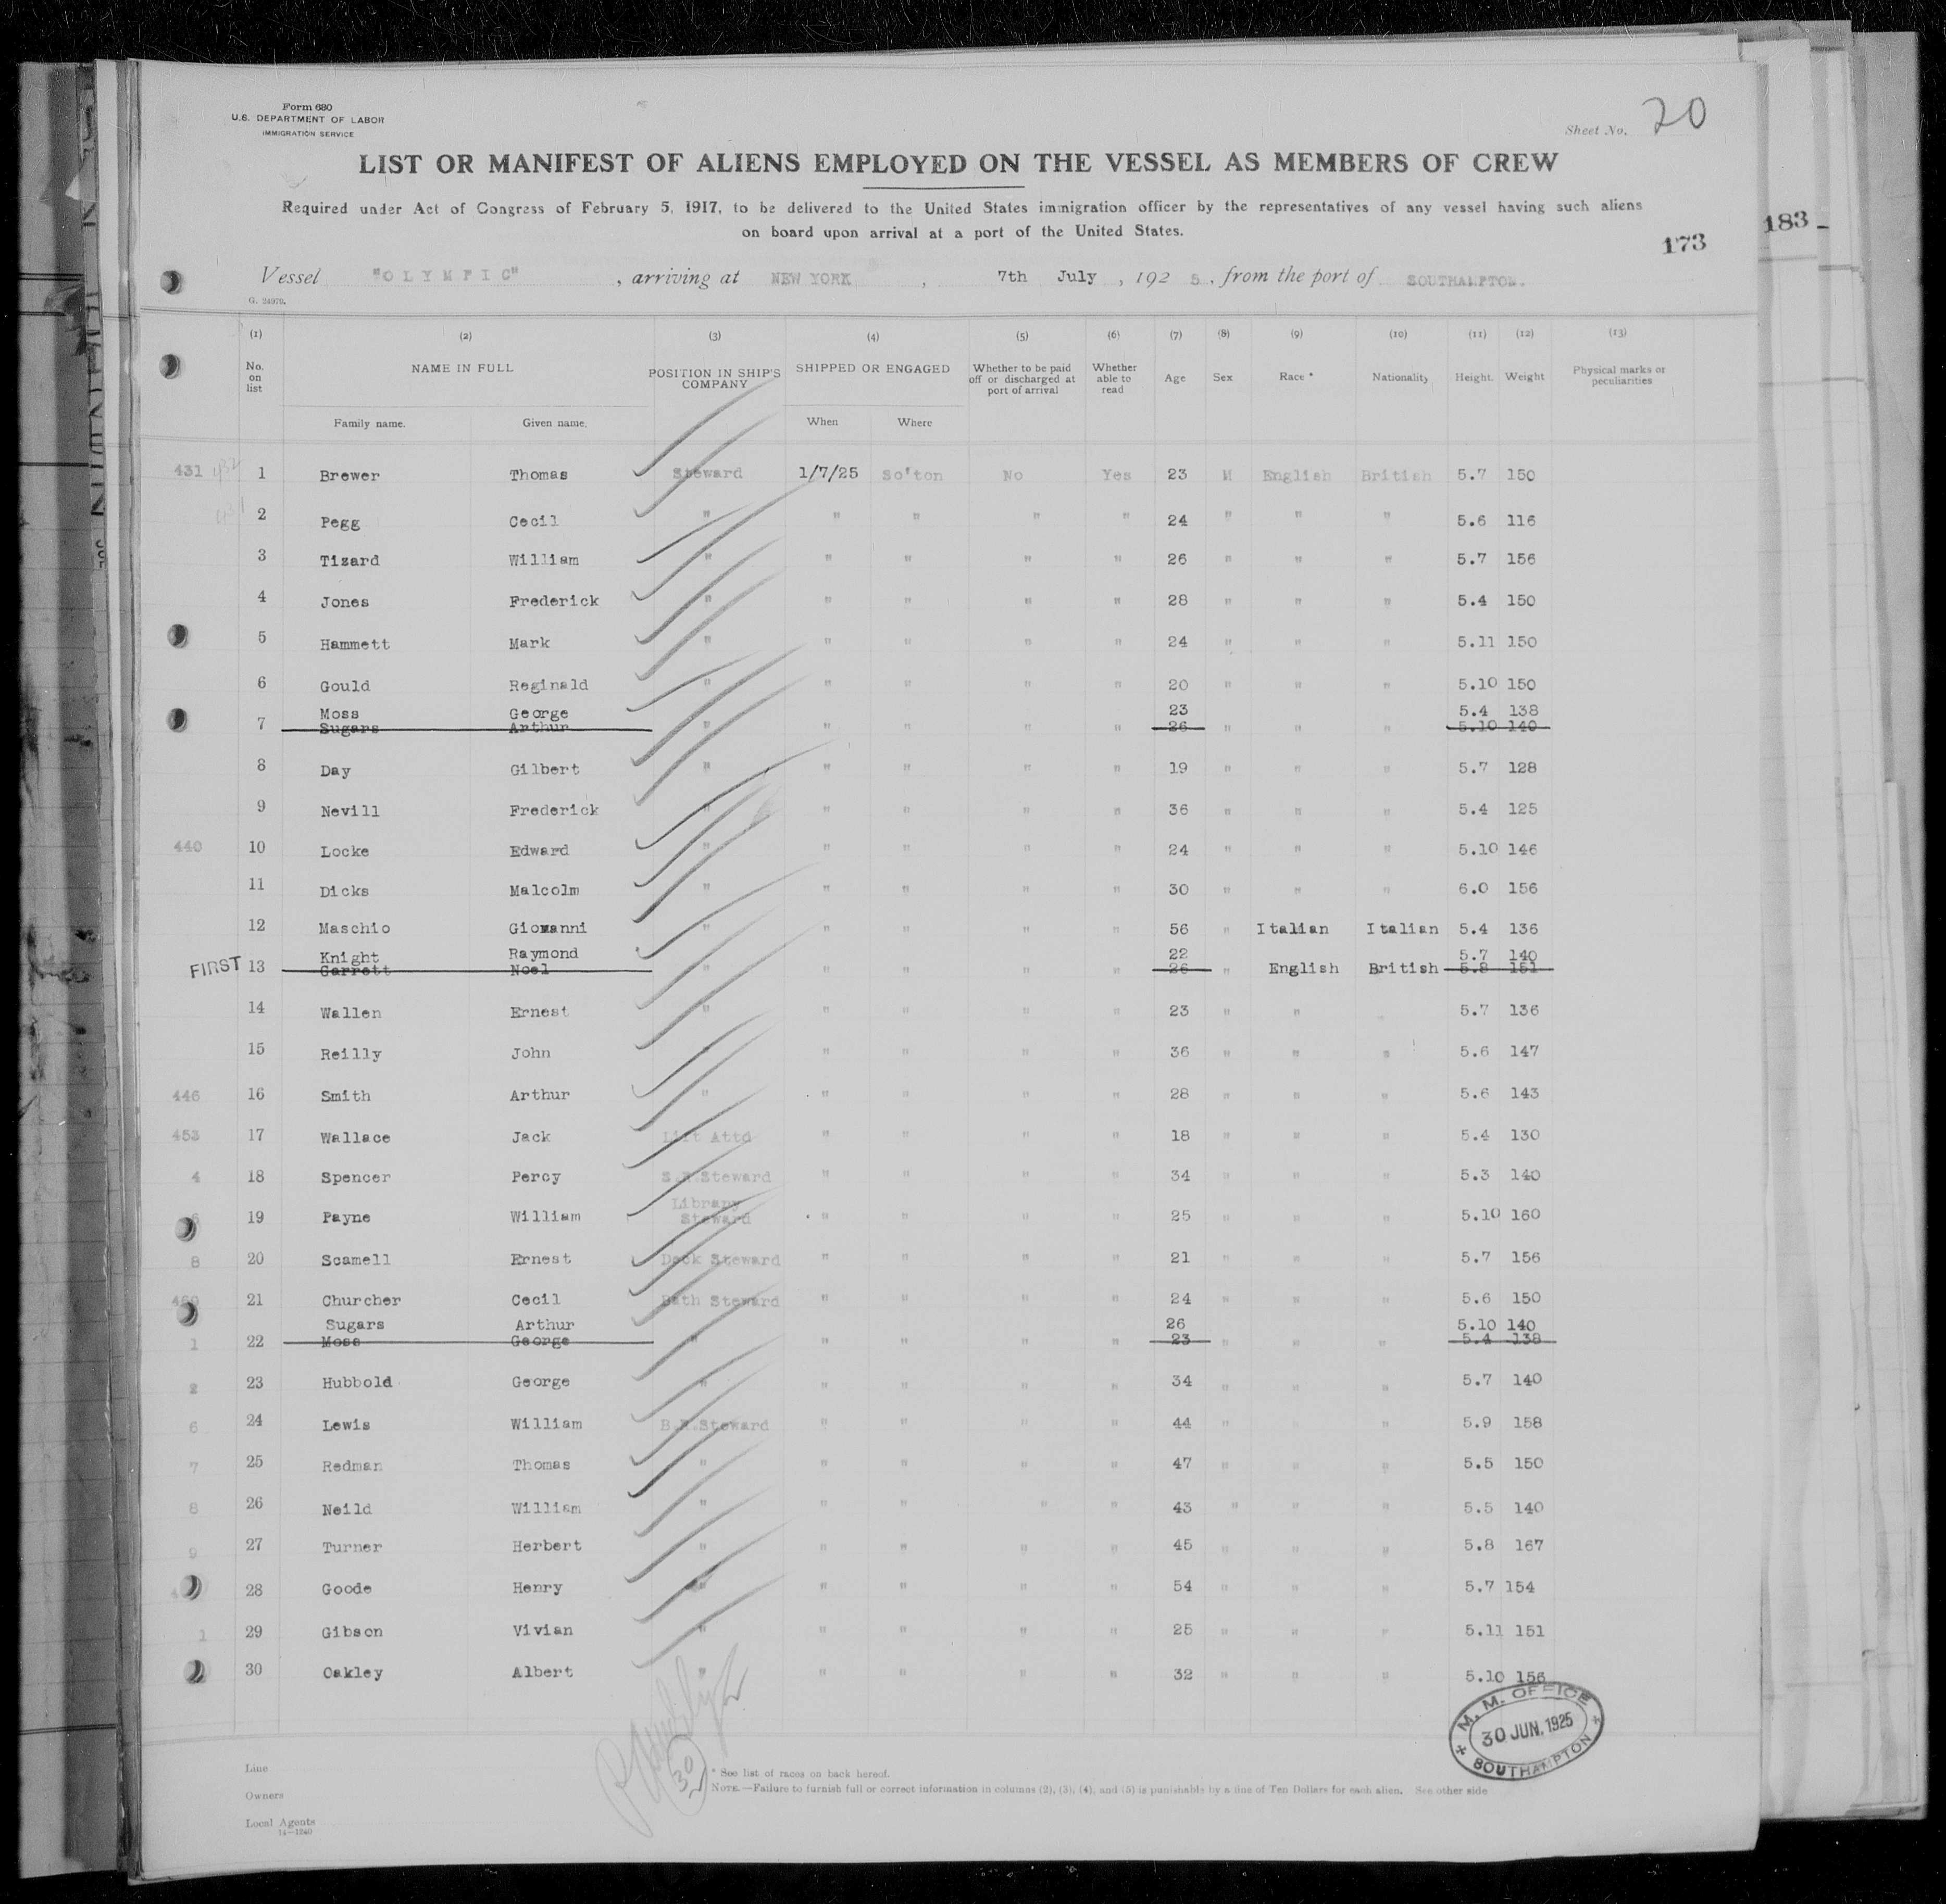 Form 680
U.S. DEPARTMENT OF LABOR
IMMIGRATION SERVICE
Sheet No. 20
LIST OR MANIFEST OF ALIENS EMPLOYED ON THE VESSEL AS MEMBERS OF CREW
Required under Act of Congress of February 5, 1917, to be delivered to the United States immigration officer by the representatives of any vessel having such aliens
on board upon arrival at a port of the United States.
183 -
173
Vessel "OLYMPIC", arriving at NEW YORK, 7th July, 1925, from the port of SOUTHAMPTON.
G. 24970.
(1) (2) (3) (4) (5) (6) (7) (8) (9) (10) (11) (12) (13)
No. on list NAME IN FULL POSITION IN SHIP'S COMPANY SHIPPED OR ENGAGED Whether to be paid off or discharged at port of arrival Whether able to read Age Sex Race * Nationality Height. Weight Physical marks or peculiarities
Family name. Given name. When Where
431 432 1 Brewer Thomas Steward 1/7/25 So'ton No Yes 23 M English British 5.7 150
431 2 Pegg Cecil " " " " " 24 " " " 5.6 116
3 Tizard William " " " " " 26 " " " 5.7 156
4 Jones Frederick " " " " " 28 " " " 5.4 150
5 Hammett Mark " " " " " 24 " " " 5.11 150
6 Gould Reginald " " " " " 20 " " " 5.10 150
Moss George 23 5.4 138
7 Sugars Arthur " " " " " 26 " " " 5.10 140
8 Day Gilbert " " " " " 19 " " " 5.7 128
9 Nevill Frederick " " " " " 36 " " " 5.4 125
440 10 Locke Edward " " " " " 24 " " " 5.10 146
11 Dicks Malcolm " " " " " 30 " " " 6.0 156
12 Maschio Giovanni " " " " " 56 " Italian Italian 5.4 136
Knight Raymond 22 5.7 140
FIRST 13 Garrett Noel " " " " " 26 " English British 5.8 151
14 Wallen Ernest " " " " " 23 " " " 5.7 136
15 Reilly John " " " " 36 " " " 5.6 147
446 16 Smith Arthur " " " " " 28 " " " 5.6 143
453 17 Wallace Jack Lift Attd " " " " 18 " " " 5.4 130
4 18 Spencer Percy S.R.Steward " " " " 34 " " " 5.3 140
6 19 Payne William Library Steward " " " " 25 " " " 5.10 160
8 20 Scamell Ernest Deck Steward " " " " 21 " " " 5.7 156
459 21 Churcher Cecil Bath Steward " " " " 24 " " " 5.6 150
Sugars Arthur 26 5.10 140
1 22 Moss George " " " " " 23 " " " 5.4 138
2 23 Hubbold George " " " " " 34 " " " 5.7 140
6 24 Lewis William B.R.Steward " " " " 44 " " " 5.9 158
7 25 Redman Thomas " " " " " 47 " " " 5.5 150
8 26 Neild William " " " " " 43 " " " 5.5 140
9 27 Turner Herbert " " " " " 45 " " " 5.8 167
28 Goode Henry " " " " " 54 " " " 5.7 154
1 29 Gibson Vivian " " " " " 25 " " " 5.11 151
2 30 Oakley Albert " " " " " 32 " " " 5.10 156
M. M. OFFICE
30 JUN. 1925
SOUTHAMPTON
30
Line
Owners
Local Agents
14—1240
* See list of races on back hereof.
NOTE.—Failure to furnish full or correct information in columns (2), (3), (4), and (5) is punishable by a fine of Ten Dollars for each alien. See other side